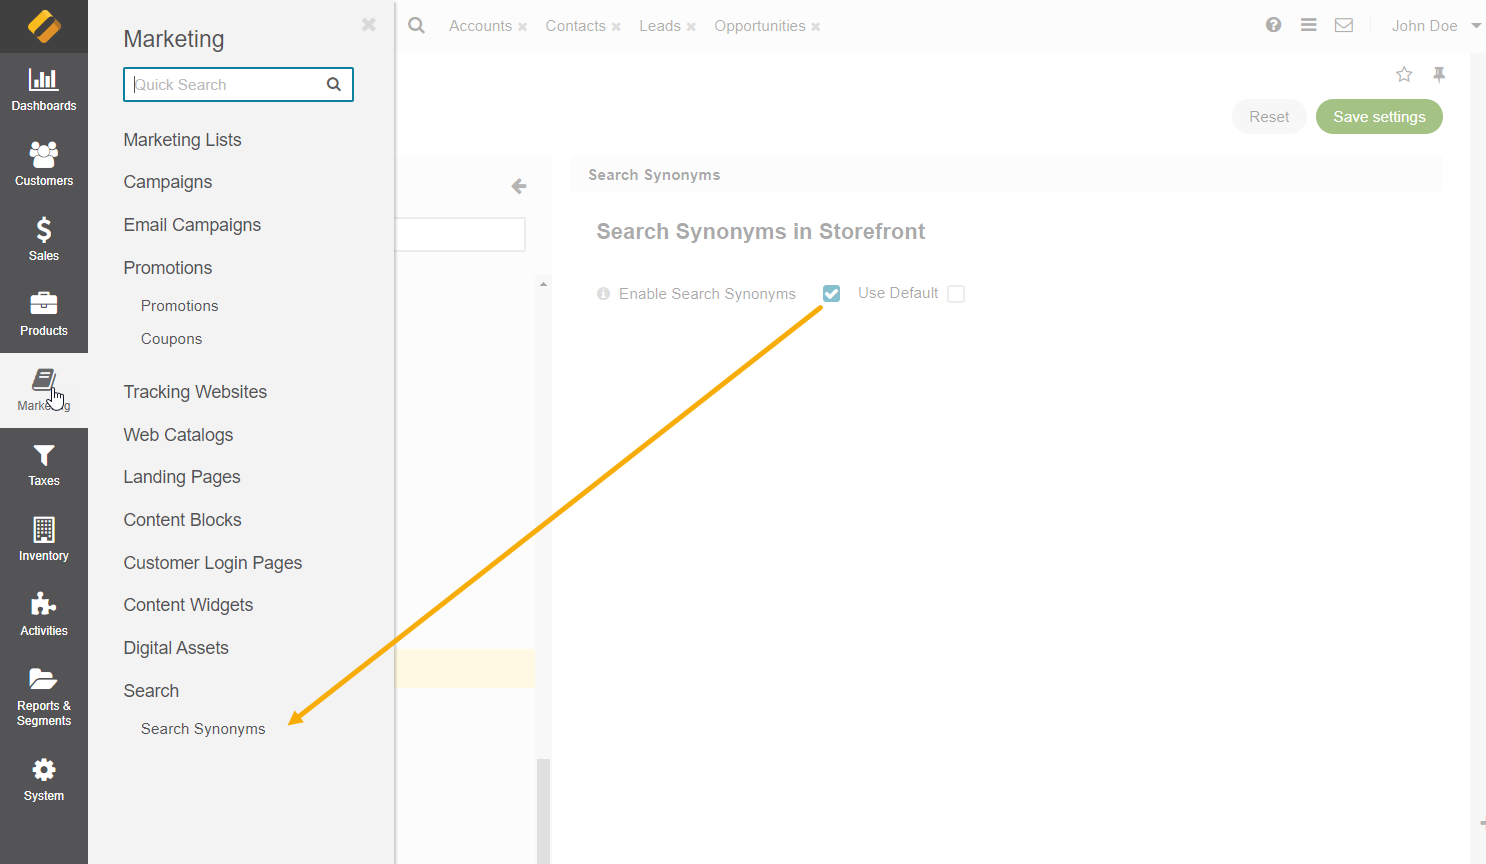 Dashboards
Customers
Sales
Products
Marketing
Taxes
Inventory
Activities
Reports &
Segments
System
Marketing
Quick Search
Marketing Lists
Campaigns
Email Campaigns
Promotions
Promotions
Coupons
Tracking Websites
Web Catalogs
Landing Pages
Content Blocks
Customer Login Pages
Content Widgets
Digital Assets
Search
Search Synonyms
Accounts Contacts Leads Opportunities John Doe
Reset Save settings
Search Synonyms
Search Synonyms in Storefront
Enable Search Synonyms Use Default